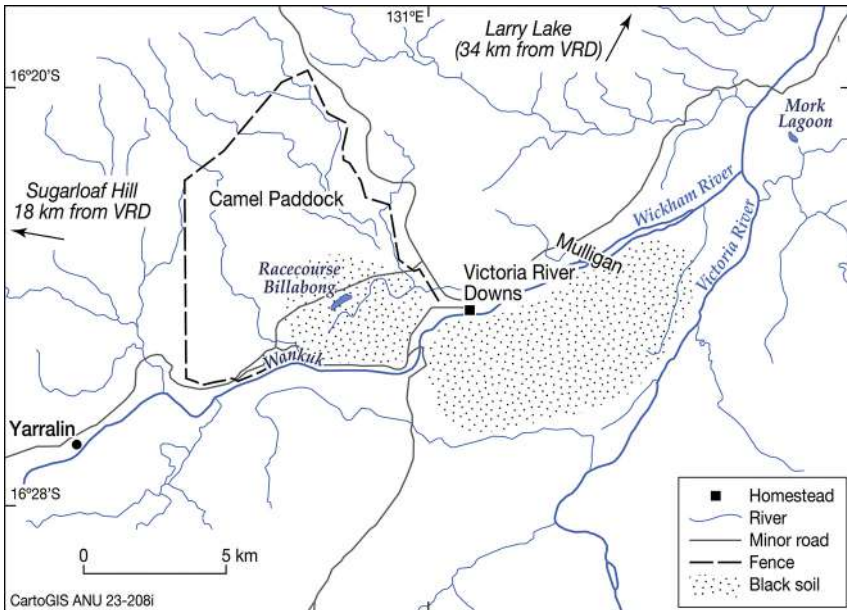 131°E
Larry Lake
(34 km from VRD)
16°20'S
Mork
Lagoon
Sugarloaf Hill
18 km from VRD
Camel Paddock
Wickham River
Mulligan
Victoria River
Racecourse
Billabong
Victoria River
Downs
Wankuk
Yarralin
16°28'S
0 5 km
Homestead
River
Minor road
Fence
Black soil
CartoGIS ANU 23-208i